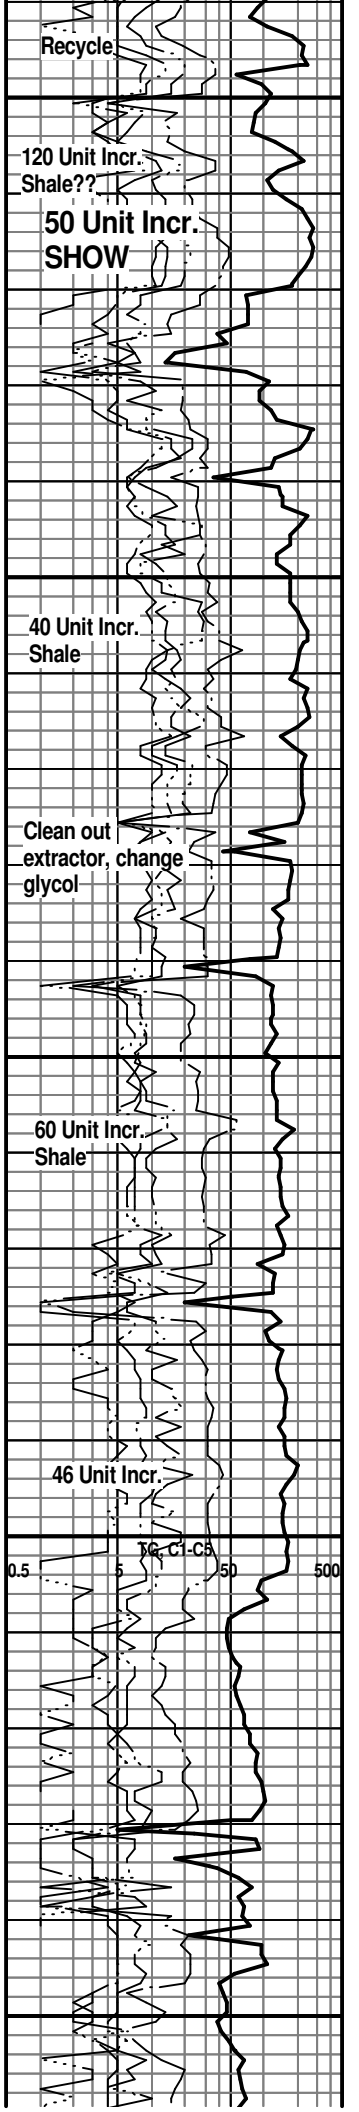 Recycle
120 Unit Incr.
Shale??
50 Unit Incr.
SHOW
40 Unit Incr.
Shale
Clean out
extractor, change
glycol
60 Unit Incr.
Shale
46 Unit Incr.
TG, C1-C5
0.5 5 50 500